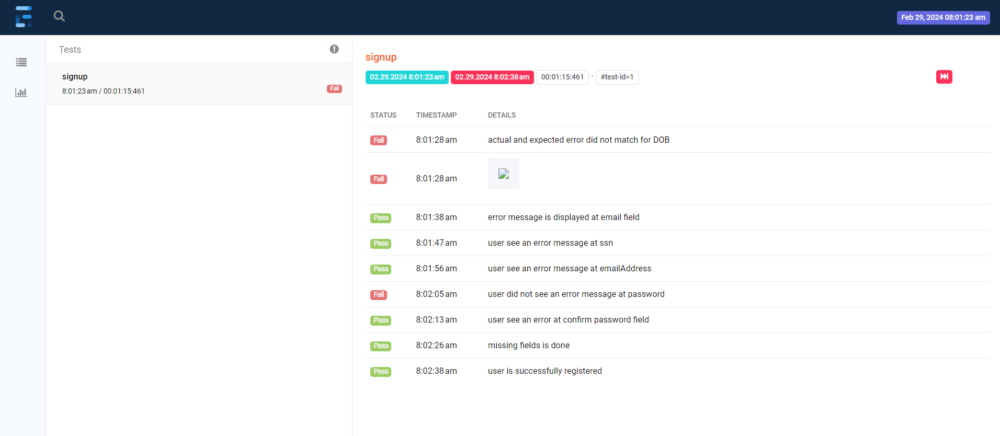 Feb 29, 2024 08:01:23 am
Tests
signup
8:01:23 am / 00:01:15:461
Fail
signup
02.29.2024 8:01:23 am 02.29.2024 8:02:38 am 00:01:15:461 · #test-id=1
STATUS TIMESTAMP DETAILS
Fail 8:01:28 am actual and expected error did not match for DOB
Fail 8:01:28 am
Pass 8:01:38 am error message is displayed at email field
Pass 8:01:47 am user see an error message at ssn
Pass 8:01:56 am user see an error message at emailAddress
Fail 8:02:05 am user did not see an error message at password
Pass 8:02:13 am user see an error at confirm password field
Pass 8:02:26 am missing fields is done
Pass 8:02:38 am user is successfully registered